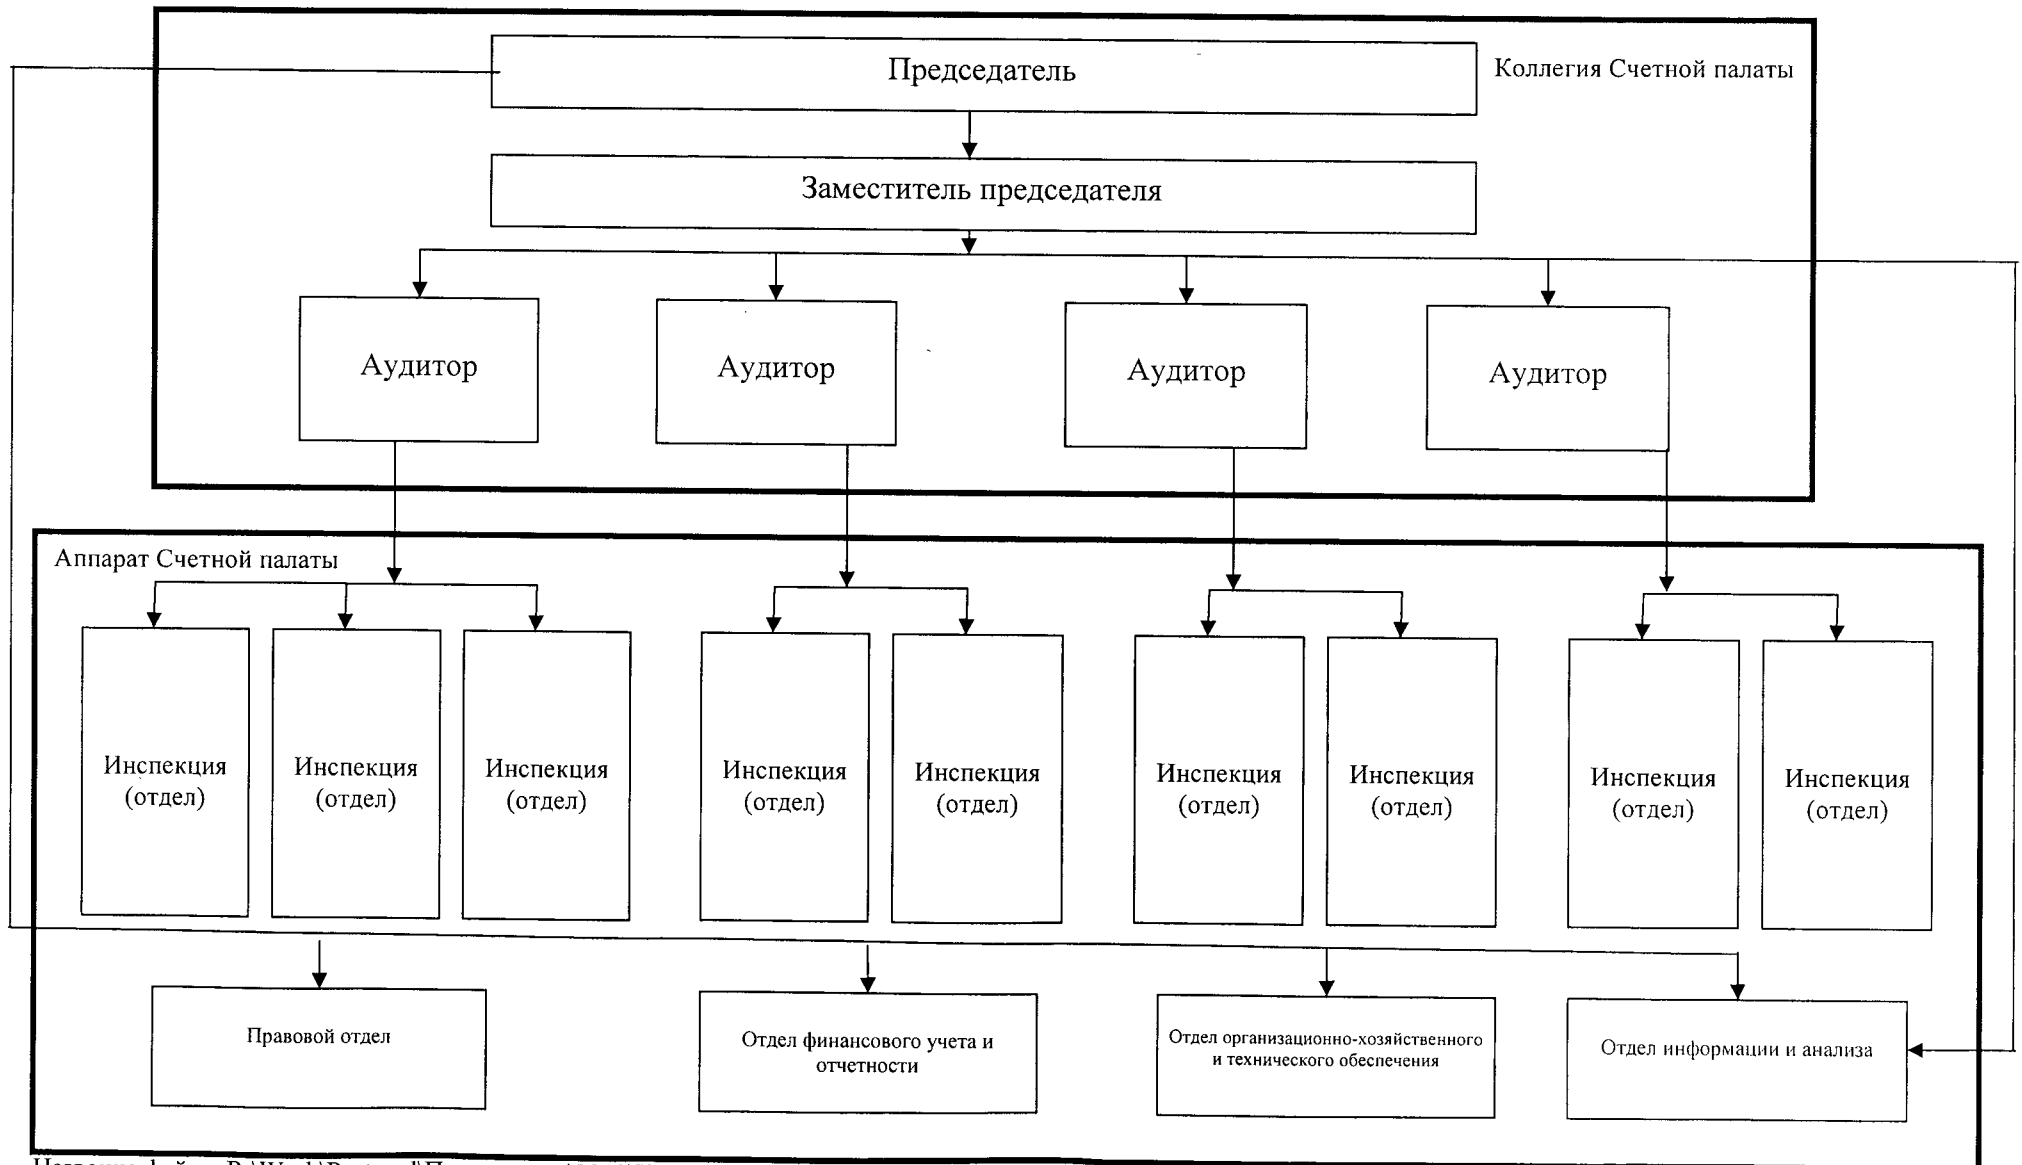 Председатель
Коллегия Счетной палаты
Заместитель председателя
Аудитор
Аудитор
Аудитор
Аудитор
Аппарат Счетной палаты
Инспекция
(отдел)
Инспекция
(отдел)
Инспекция
(отдел)
Инспекция
(отдел)
Инспекция
(отдел)
Инспекция
(отдел)
Инспекция
(отдел)
Инспекция
(отдел)
Инспекция
(отдел)
Правовой отдел
Отдел финансового учета и
отчетности
Отдел организационно-хозяйственного
и технического обеспечения
Отдел информации и анализа